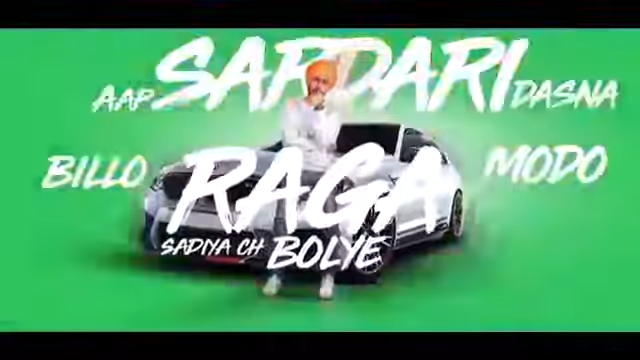 AAP SARDARI DASNA
BILLO RAGA MODO
SADIYA CH BOLYE